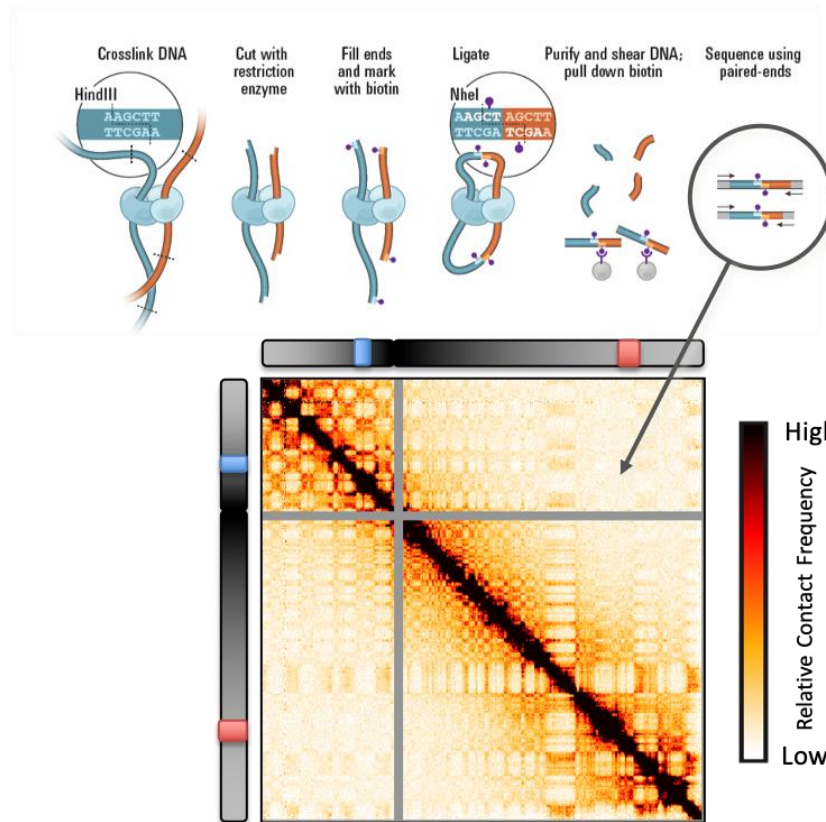 Crosslink DNA
Cut with
restriction
enzyme
Fill ends
and mark
with biotin
Ligate
Purify and shear DNA;
pull down biotin
Sequence using
paired-ends
HindIII
AAGCTT
TTCGAA
NheI
AAGCT AGCTT
TTCGA TCGAA
High
Relative Contact Frequency
Low